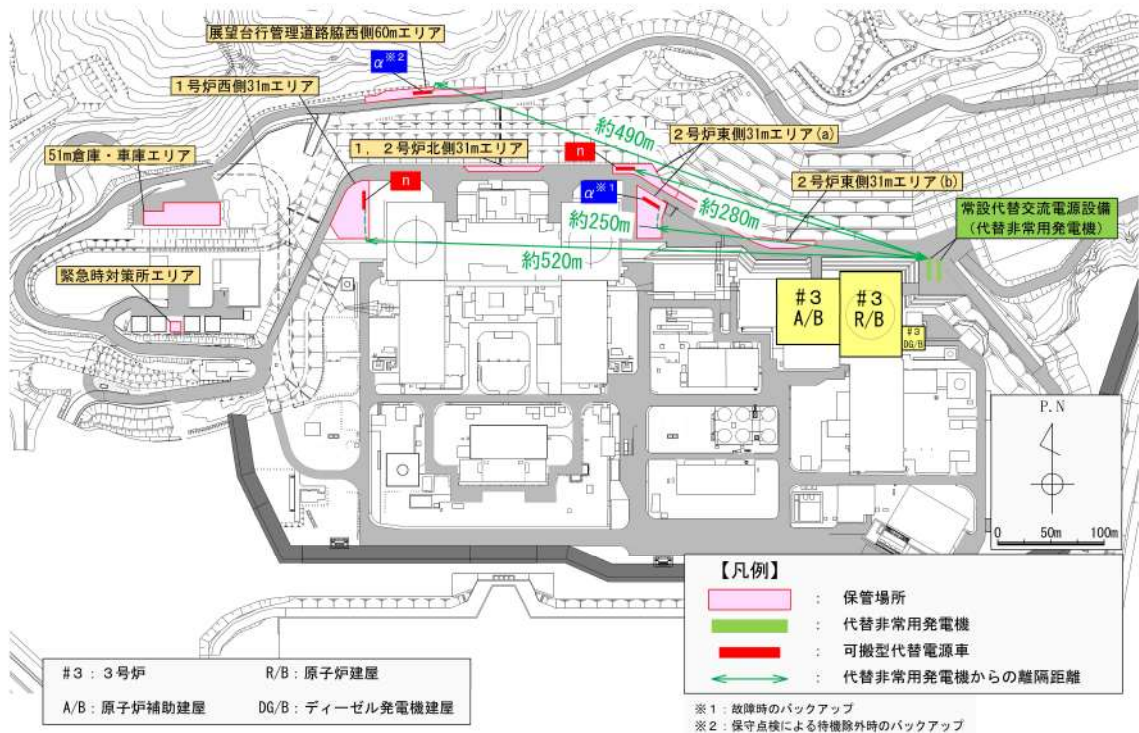 展望台行管理道路脇西側60mエリア
α※2
1号炉西側31mエリア
51m倉庫・車庫エリア
1,2号炉北側31mエリア
n
n
2号炉東側31mエリア(a)
α※1
2号炉東側31mエリア(b)
約490m
約280m
約250m
約520m
常設代替交流電源設備
(代替非常用発電機)
緊急時対策所エリア
#3
A/B
#3
R/B
#3
DG/B
P.N
0 50m 100m
【凡例】
: 保管場所
: 代替非常用発電機
: 可搬型代替電源車
: 代替非常用発電機からの離隔距離
#3:3号炉 R/B:原子炉建屋
A/B:原子炉補助建屋 DG/B:ディーゼル発電機建屋
※1:故障時のバックアップ
※2:保守点検による待機除外時のバックアップ